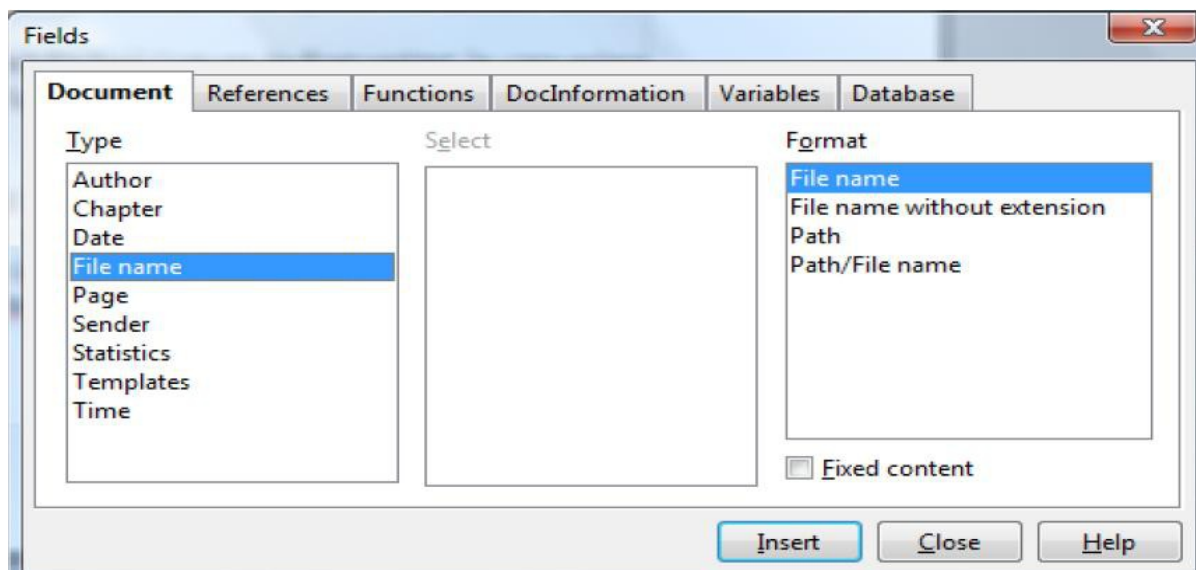 Fields
Document References Functions DocInformation Variables Database
Type
Author
Chapter
Date
File name
Page
Sender
Statistics
Templates
Time
Select
Format
File name
File name without extension
Path
Path/File name
Fixed content
Insert Close Help